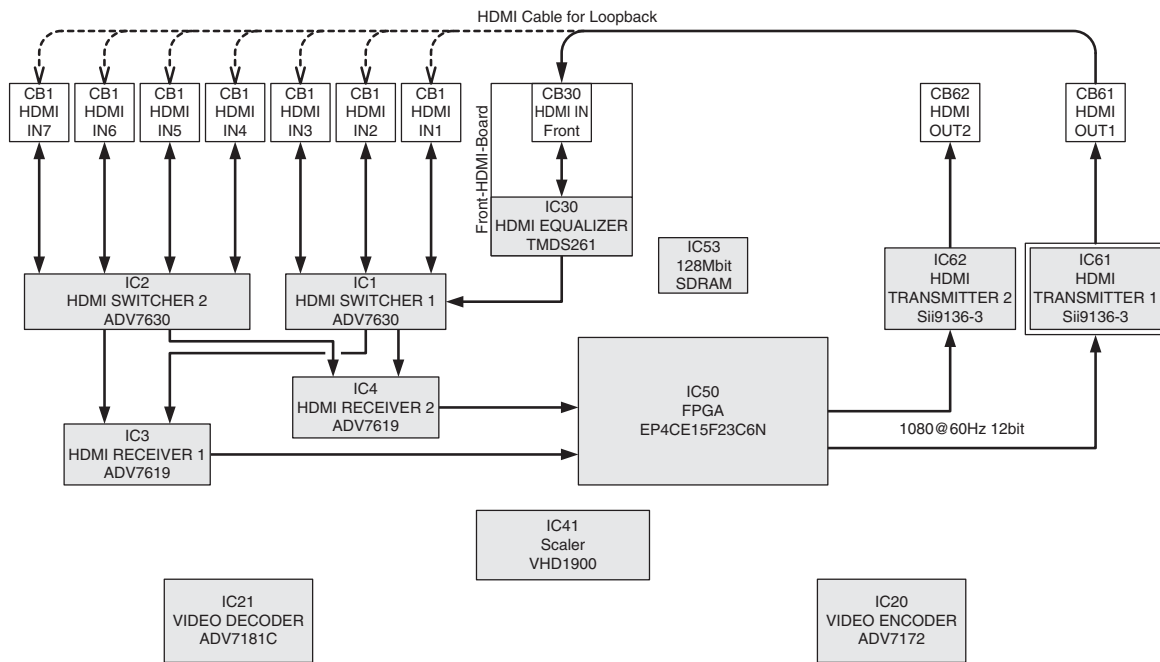 HDMI Cable for Loopback
CB1
HDMI
IN7
CB1
HDMI
IN6
CB1
HDMI
IN5
CB1
HDMI
IN4
CB1
HDMI
IN3
CB1
HDMI
IN2
CB1
HDMI
IN1
Front-HDMI-Board
CB30
HDMI IN
Front
CB62
HDMI
OUT2
CB61
HDMI
OUT1
IC30
HDMI EQUALIZER
TMDS261
IC53
128Mbit
SDRAM
IC62
HDMI
TRANSMITTER 2
Sii9136-3
IC61
HDMI
TRANSMITTER 1
Sii9136-3
IC2
HDMI SWITCHER 2
ADV7630
IC1
HDMI SWITCHER 1
ADV7630
IC4
HDMI RECEIVER 2
ADV7619
IC50
FPGA
EP4CE15F23C6N
1080@60Hz 12bit
IC3
HDMI RECEIVER 1
ADV7619
IC41
Scaler
VHD1900
IC21
VIDEO DECODER
ADV7181C
IC20
VIDEO ENCODER
ADV7172